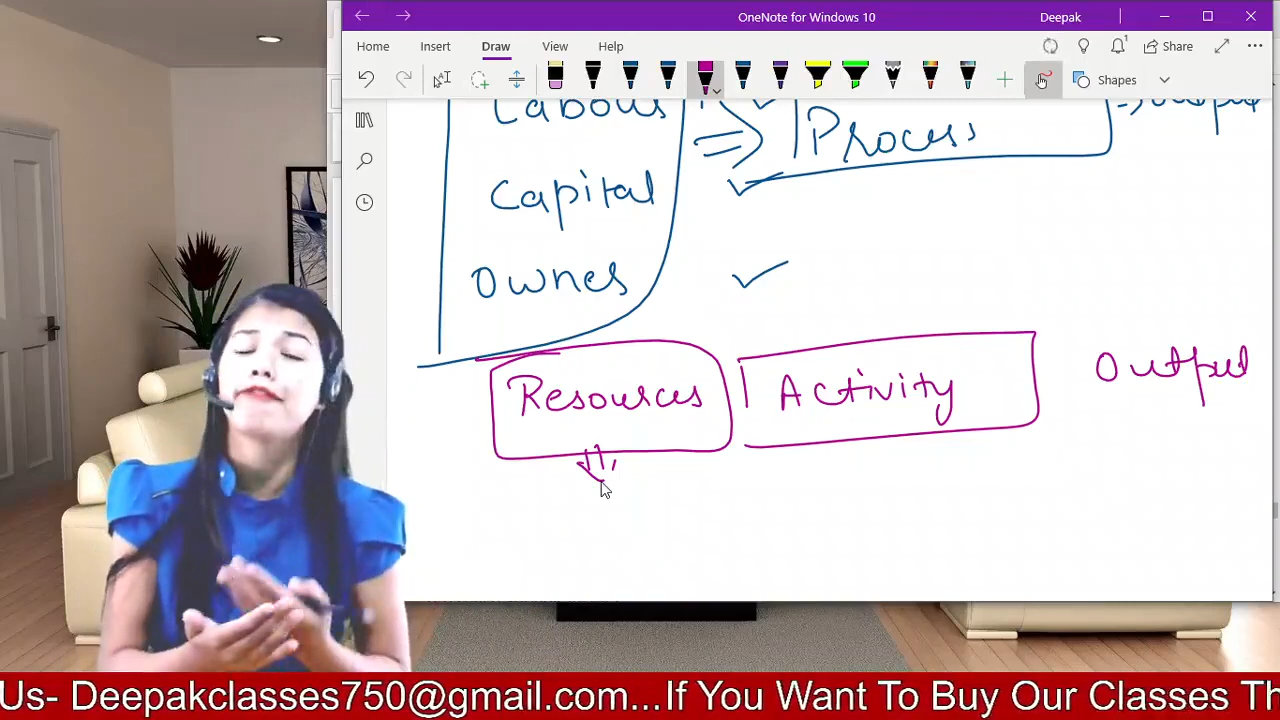 OneNote for Windows 10
Deepak
Home Insert Draw View Help
Share
Shapes
Labour
Process
Capital
Owner
Resources Activity Output
Us- Deepakclasses750@gmail.com...If You Want To Buy Our Classes Th